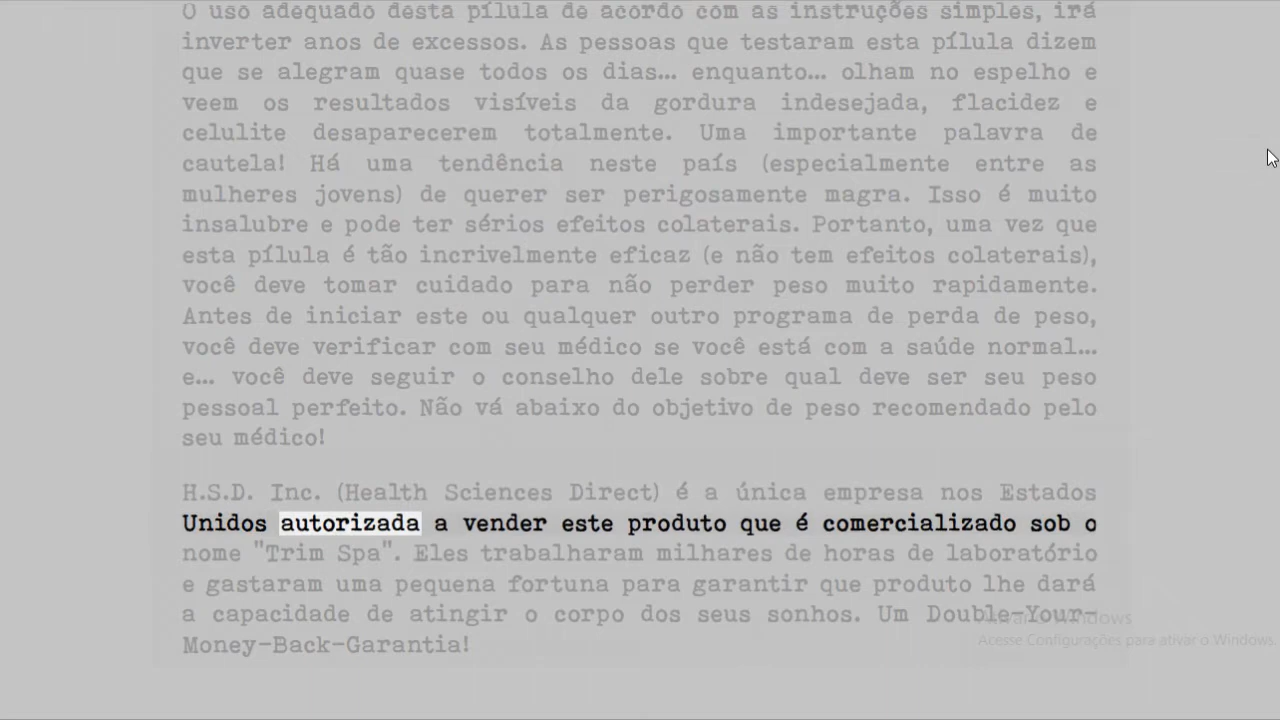 O uso adequado desta pílula de acordo com as instruções simples, irá
inverter anos de excessos. As pessoas que testaram esta pílula dizem
que se alegram quase todos os dias… enquanto… olham no espelho e
veem os resultados visíveis da gordura indesejada, flacidez e
celulite desaparecerem totalmente. Uma importante palavra de
cautela! Há uma tendência neste país (especialmente entre as
mulheres jovens) de querer ser perigosamente magra. Isso é muito
insalubre e pode ter sérios efeitos colaterais. Portanto, uma vez que
esta pílula é tão incrivelmente eficaz (e não tem efeitos colaterais),
você deve tomar cuidado para não perder peso muito rapidamente.
Antes de iniciar este ou qualquer outro programa de perda de peso,
você deve verificar com seu médico se você está com a saúde normal…
e… você deve seguir o conselho dele sobre qual deve ser seu peso
pessoal perfeito. Não vá abaixo do objetivo de peso recomendado pelo
seu médico!
H.S.D. Inc. (Health Sciences Direct) é a única empresa nos Estados
Unidos autorizada a vender este produto que é comercializado sob o
nome "Trim Spa". Eles trabalharam milhares de horas de laboratório
e gastaram uma pequena fortuna para garantir que produto lhe dará
a capacidade de atingir o corpo dos seus sonhos. Um Double-Your-
Money-Back-Garantia!
Ativar o Windows
Acesse Configurações para ativar o Windows.